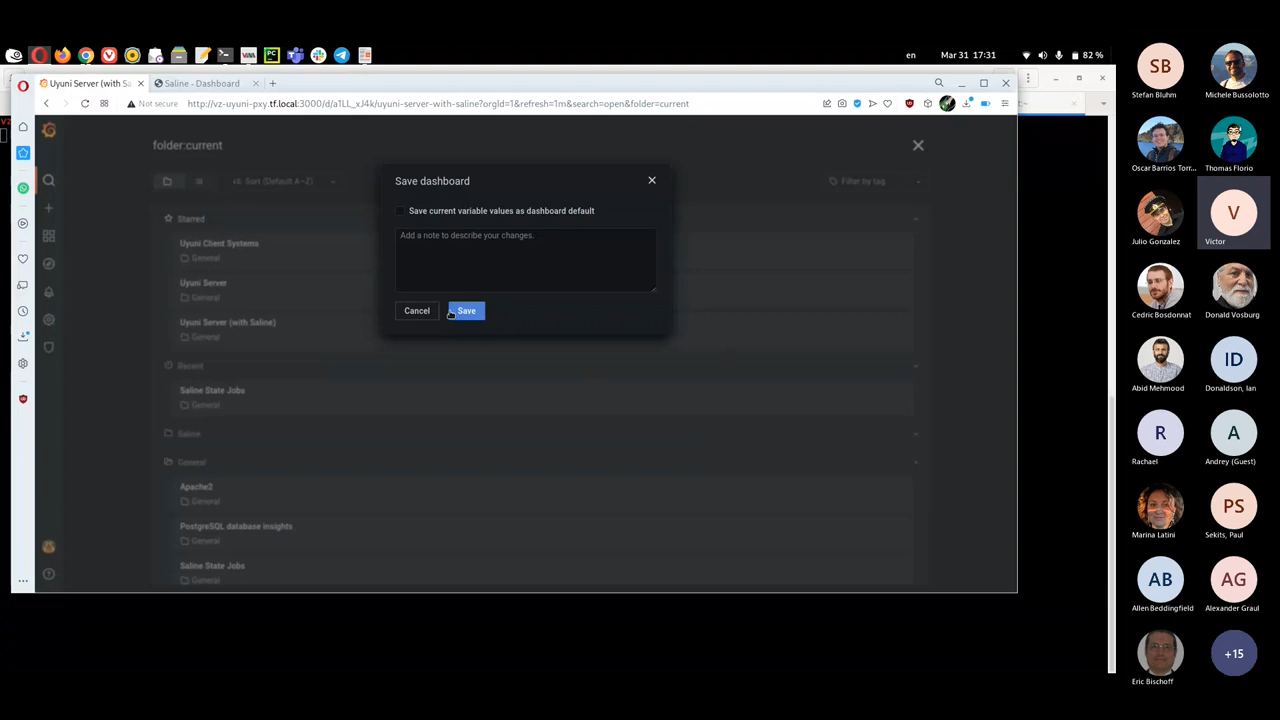 en
Mar 31 17:31
82 %
Uyuni Server (with Sa
Saline - Dashboard
Not secure
http://vz-uyuni-pxy.tf.local:3000/d/a1LL_xJ4k/uyuni-server-with-saline?orgId=1&refresh=1m&search=open&folder=current
folder:current
Sort (Default A–Z)
Filter by tag
Save dashboard
Save current variable values as dashboard default
Add a note to describe your changes.
Cancel
Save
Starred
Uyuni Client Systems
General
Uyuni Server
General
Uyuni Server (with Saline)
General
Recent
Saline State Jobs
General
Saline
General
Apache2
General
PostgreSQL database insights
General
Saline State Jobs
General
SB
Stefan Bluhm
Michele Bussolotto
Oscar Barrios Torr...
Thomas Florio
Julio Gonzalez
V
Victor
Cedric Bosdonnat
Donald Vosburg
Abid Mehmood
ID
Donaldson, Ian
R
Rachael
A
Andrey (Guest)
Marina Latini
PS
Sekits, Paul
AB
Allen Beddingfield
AG
Alexander Graul
Eric Bischoff
+15